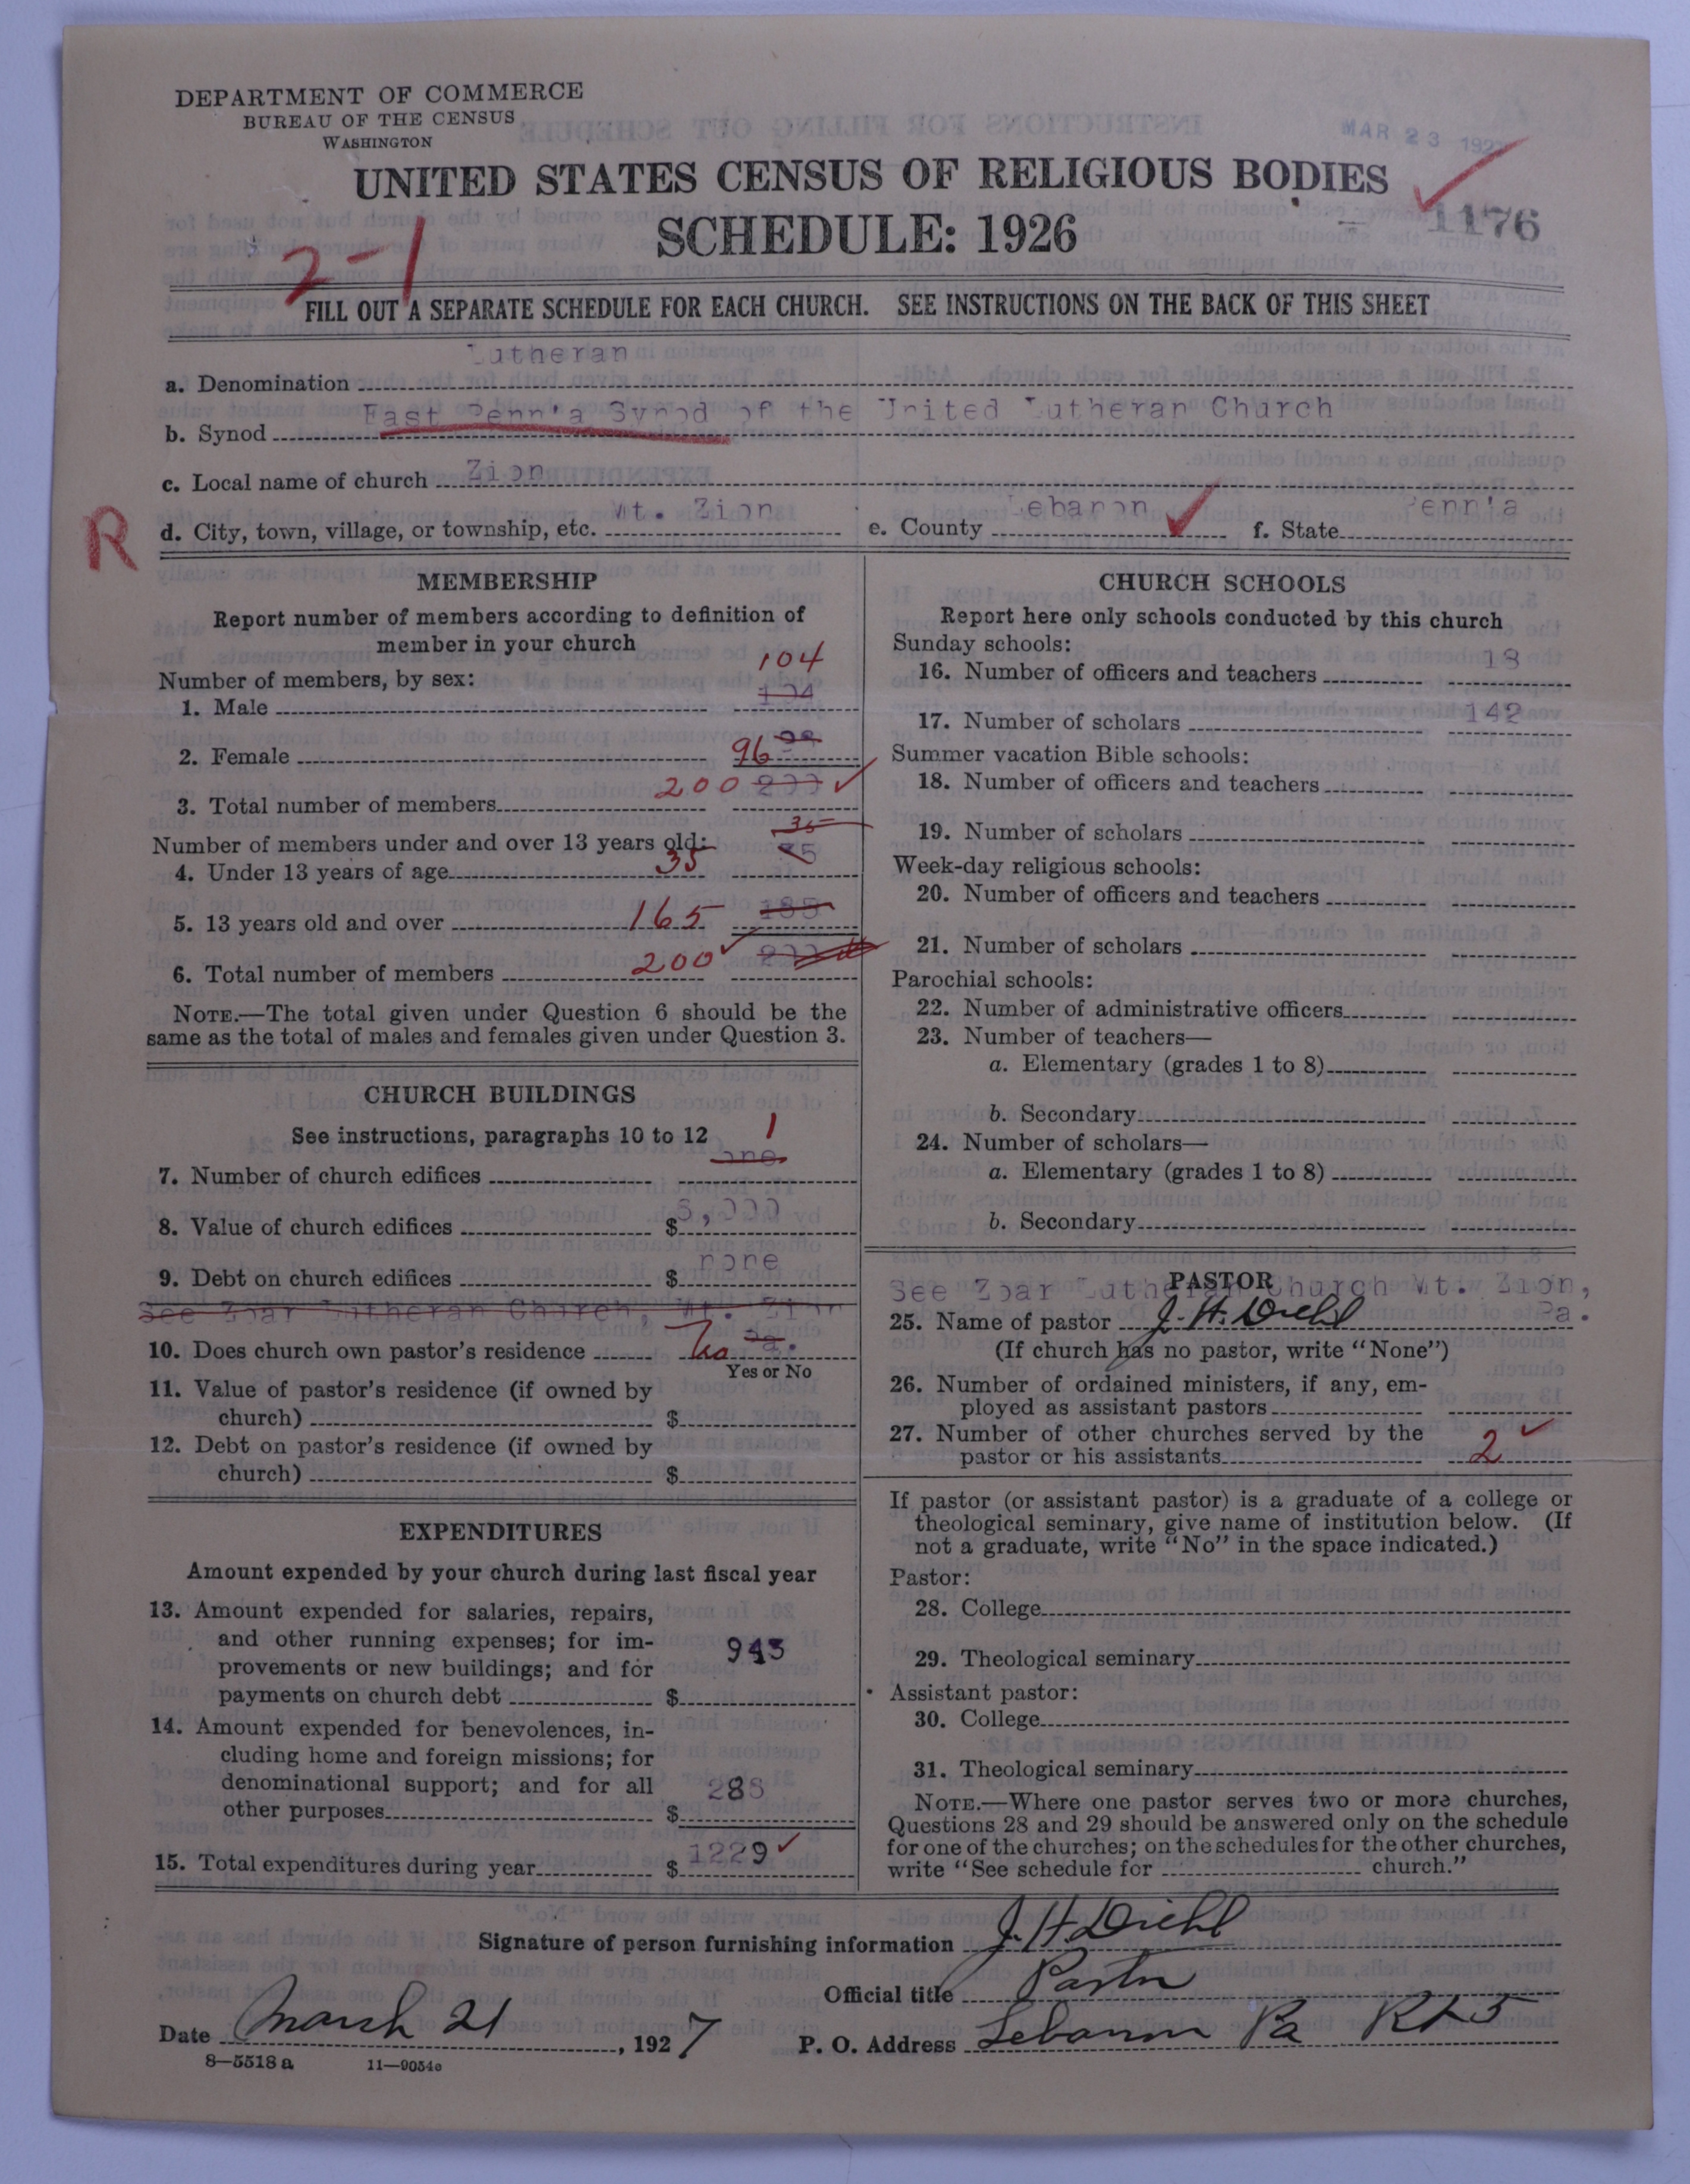 DEPARTMENT OF COMMERCE
BUREAU OF THE CENSUS
WASHINGTON
MAR 23 192
UNITED STATES CENSUS OF RELIGIOUS BODIES
1176
SCHEDULE: 1926
2-1
FILL OUT A SEPARATE SCHEDULE FOR EACH CHURCH. SEE INSTRUCTIONS ON THE BACK OF THIS SHEET
a. Denomination Lutheran
b. Synod East Penn'a Synod of the United Lutheran Church
c. Local name of church Zion
R
d. City, town, village, or township, etc. Mt. Zion e. County Lebanon f. State Penn'a
MEMBERSHIP
Report number of members according to definition of
member in your church
Number of members, by sex:
104
1. Male 104
2. Female 96
3. Total number of members 200 200
Number of members under and over 13 years old:
35
4. Under 13 years of age 35
5. 13 years old and over 165
6. Total number of members 200
NOTE.—The total given under Question 6 should be the
same as the total of males and females given under Question 3.
CHURCH BUILDINGS
See instructions, paragraphs 10 to 12
1
7. Number of church edifices one
8. Value of church edifices $ ,000
9. Debt on church edifices $ none
See Zoar Lutheran Church, Mt. Zion
10. Does church own pastor's residence No Pa.
Yes or No
11. Value of pastor's residence (if owned by
church) $
12. Debt on pastor's residence (if owned by
church) $
EXPENDITURES
Amount expended by your church during last fiscal year
13. Amount expended for salaries, repairs,
and other running expenses; for im-
provements or new buildings; and for
payments on church debt $ 943
14. Amount expended for benevolences, in-
cluding home and foreign missions; for
denominational support; and for all
other purposes $
15. Total expenditures during year $ 1229
CHURCH SCHOOLS
Report here only schools conducted by this church
Sunday schools:
16. Number of officers and teachers
17. Number of scholars 142
Summer vacation Bible schools:
18. Number of officers and teachers
19. Number of scholars
Week-day religious schools:
20. Number of officers and teachers
21. Number of scholars
Parochial schools:
22. Number of administrative officers
23. Number of teachers—
a. Elementary (grades 1 to 8)
b. Secondary
24. Number of scholars—
a. Elementary (grades 1 to 8)
b. Secondary
PASTOR
See Zoar Lutheran Church Mt. Zion,
Pa.
25. Name of pastor J. H. Diehl
(If church has no pastor, write "None")
26. Number of ordained ministers, if any, em-
ployed as assistant pastors
27. Number of other churches served by the
pastor or his assistants 2
If pastor (or assistant pastor) is a graduate of a college or
theological seminary, give name of institution below. (If
not a graduate, write "No" in the space indicated.)
Pastor:
28. College
29. Theological seminary
Assistant pastor:
30. College
31. Theological seminary
NOTE.—Where one pastor serves two or more churches,
Questions 28 and 29 should be answered only on the schedule
for one of the churches; on the schedules for the other churches,
write "See schedule for church."
Signature of person furnishing information J. H. Diehl
Official title Pastor
Date March 21, 1927 P. O. Address Lebanon Pa R
8—5518 a 11—9054a